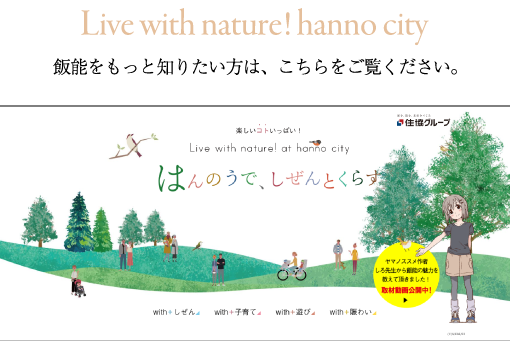 Live with nature! hanno city
飯能をもっと知りたい方は、こちらをご覧ください。
住協グループ
楽しいコトいっぱい！
Live with nature! at hanno city
はんのうで、しぜんとくらす
ヤマノススメ作者
しろ先生から飯能の魅力を
教えて頂きました！
取材動画公開中！
with+しぜん
with+子育て
with+遊び
with+賑わい